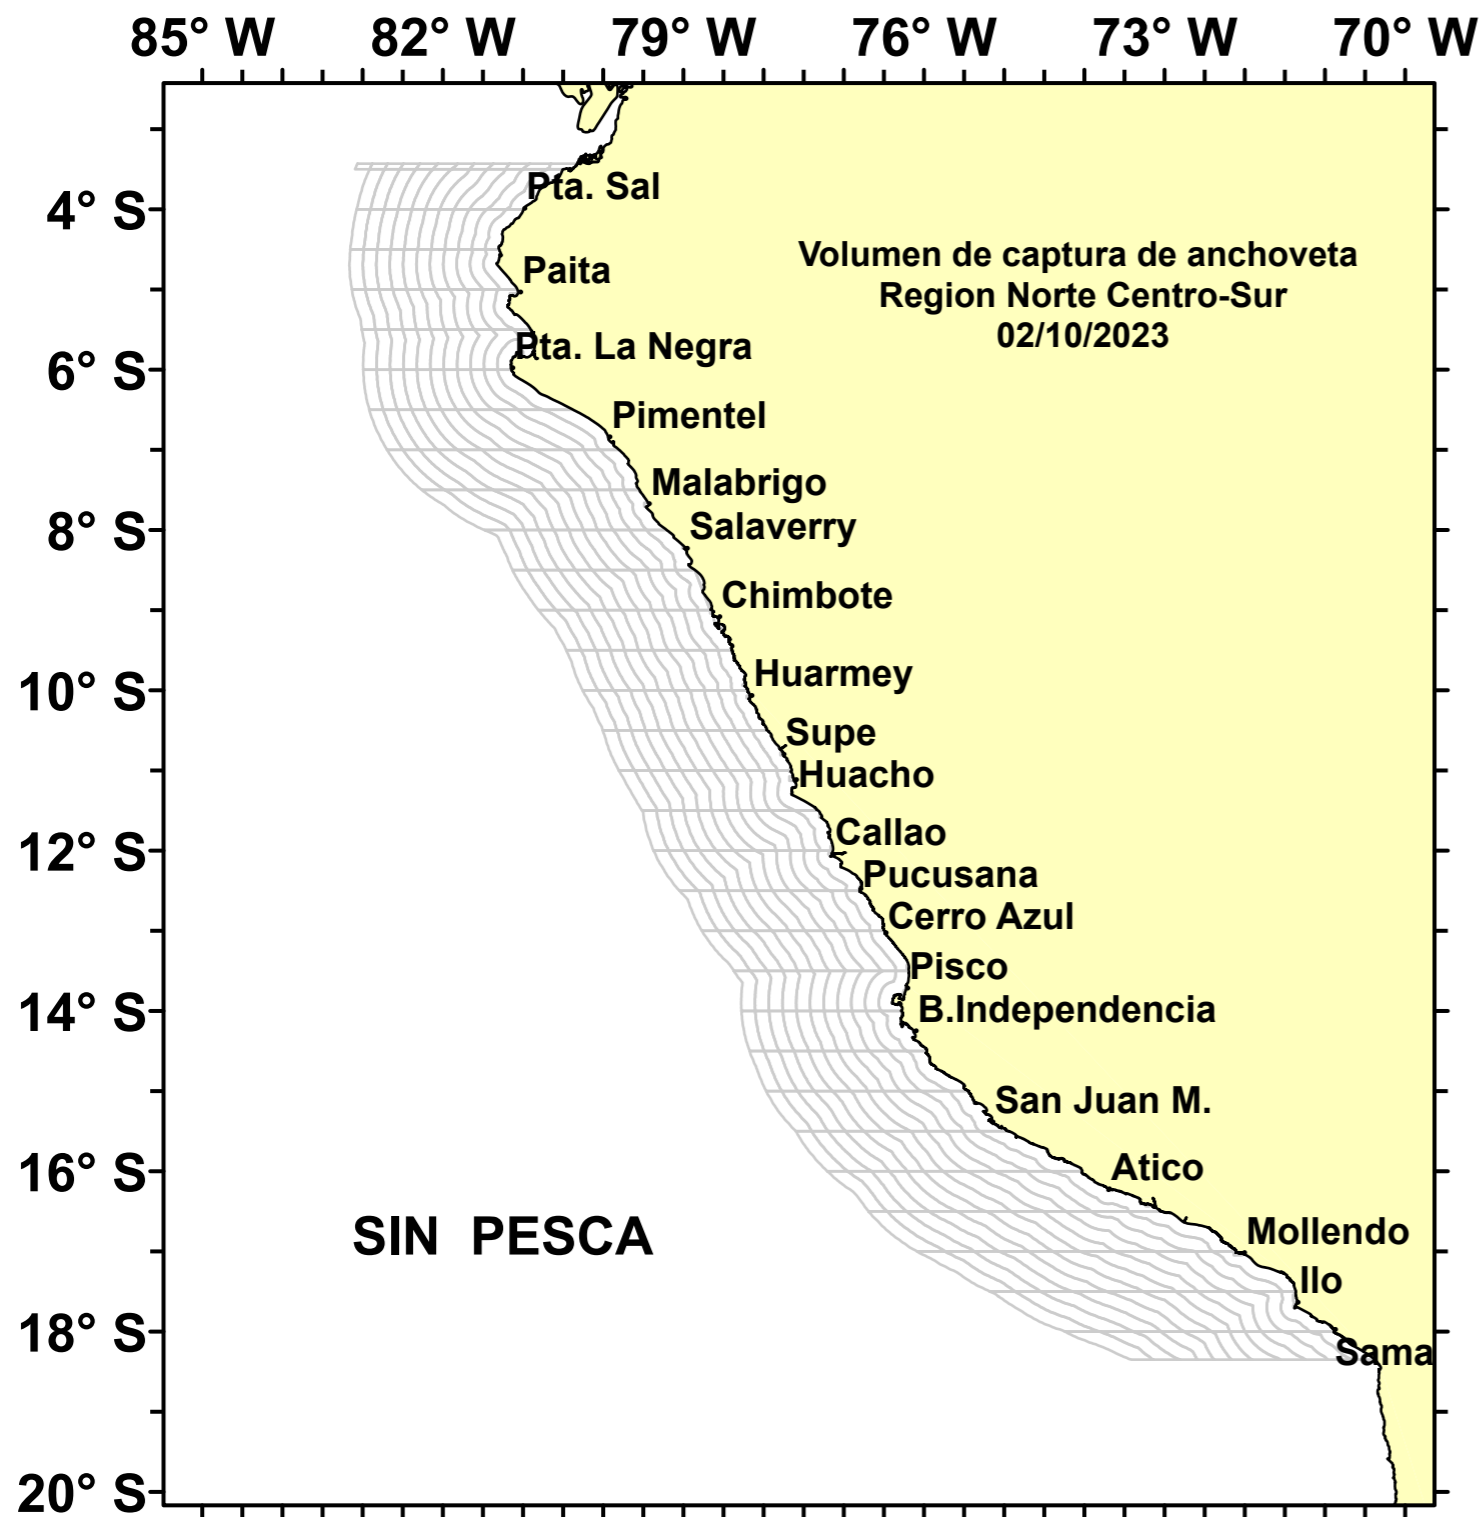 85° W 82° W 79° W 76° W 73° W 70° W
4° S
6° S
8° S
10° S
12° S
14° S
16° S
18° S
20° S
Volumen de captura de anchoveta
Region Norte Centro-Sur
02/10/2023
Pta. Sal
Paita
Pta. La Negra
Pimentel
Malabrigo
Salaverry
Chimbote
Huarmey
Supe
Huacho
Callao
Pucusana
Cerro Azul
Pisco
B.Independencia
San Juan M.
Atico
Mollendo
Ilo
Sama
SIN PESCA